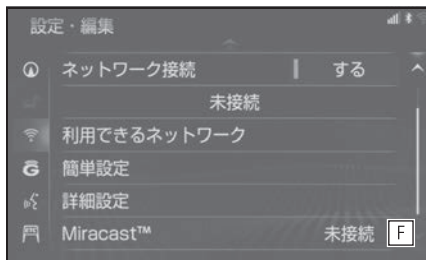 設定・編集
ネットワーク接続 する
未接続
利用できるネットワーク
簡単設定
詳細設定
Miracast™ 未接続 F